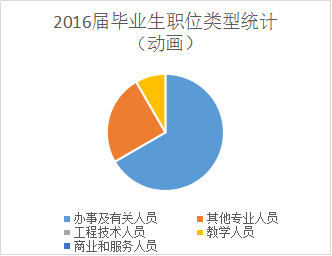 2016届毕业生职位类型统计
（动画）
办事及有关人员 其他专业人员
工程技术人员 教学人员
商业和服务人员